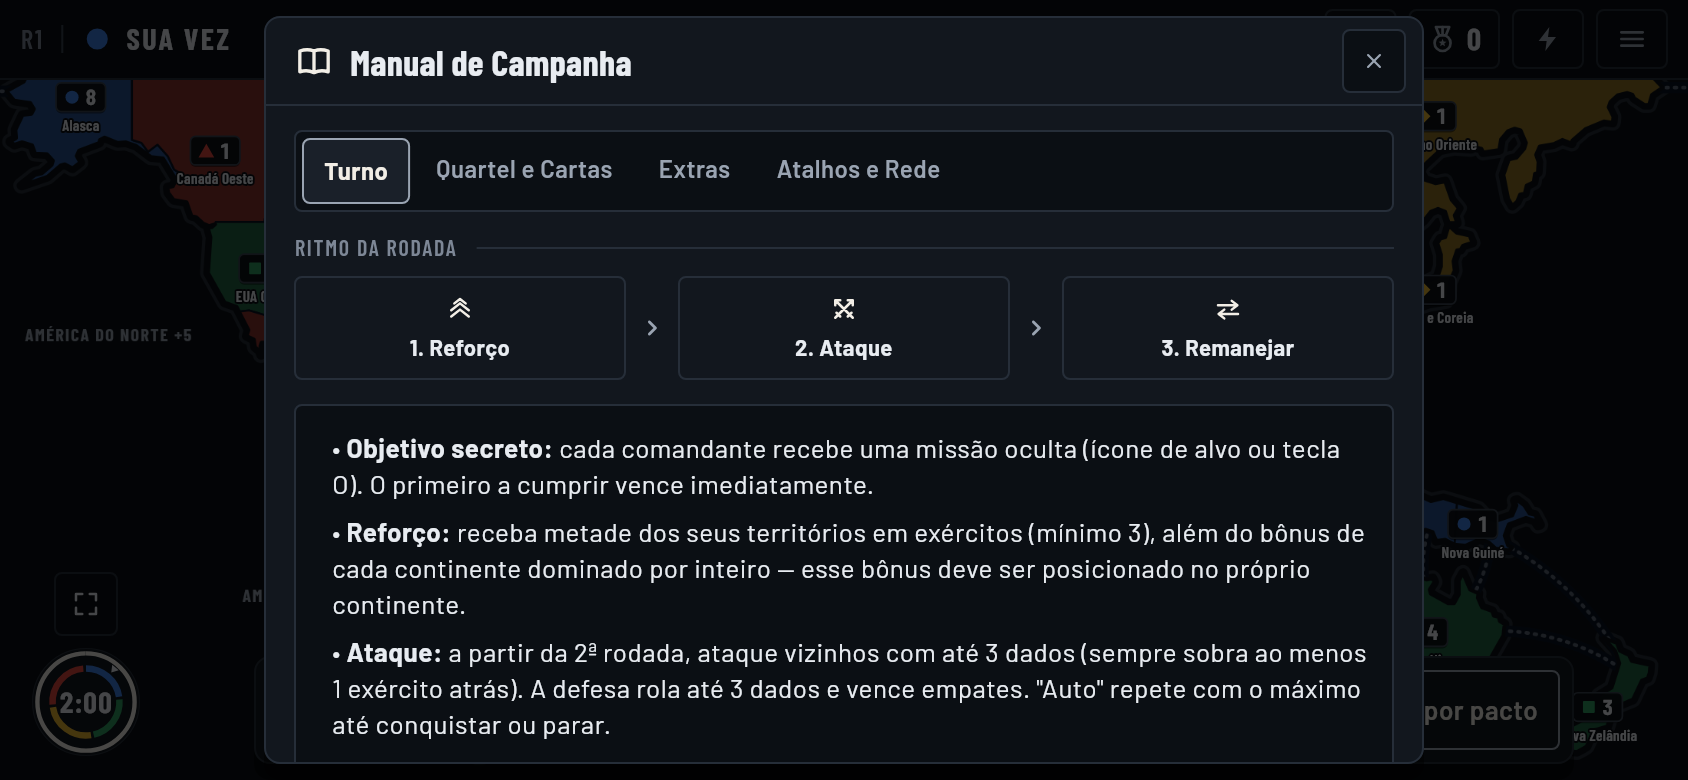 R1
SUA VEZ
0
Manual de Campanha
Turno
Quartel e Cartas
Extras
Atalhos e Rede
RITMO DA RODADA
1. Reforço
2. Ataque
3. Remanejar
• Objetivo secreto: cada comandante recebe uma missão oculta (ícone de alvo ou tecla
O). O primeiro a cumprir vence imediatamente.
• Reforço: receba metade dos seus territórios em exércitos (mínimo 3), além do bônus de
cada continente dominado por inteiro — esse bônus deve ser posicionado no próprio
continente.
• Ataque: a partir da 2ª rodada, ataque vizinhos com até 3 dados (sempre sobra ao menos
1 exército atrás). A defesa rola até 3 dados e vence empates. "Auto" repete com o máximo
até conquistar ou parar.
8
Alasca
1
Canadá Oeste
EUA
AMÉRICA DO NORTE +5
AM
2:00
1
Oriente
1
e Coreia
1
Nova Guiné
4
por pacto
3
va Zelândia